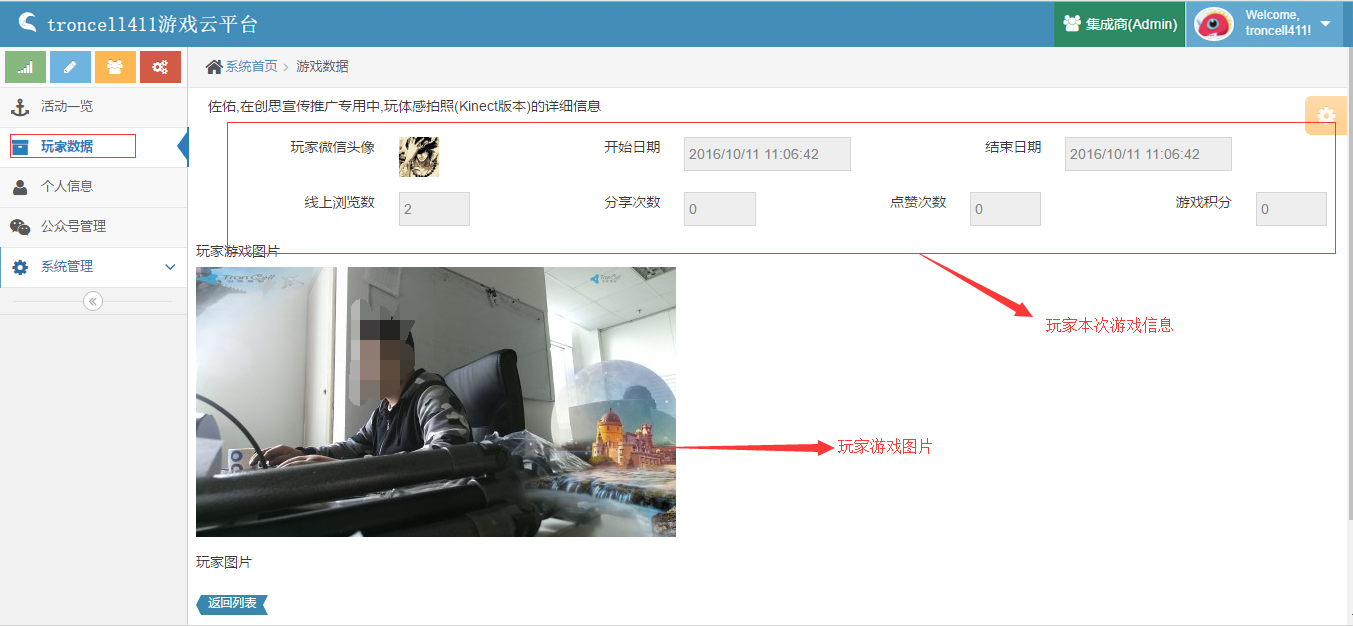 troncell411游戏云平台
集成商(Admin)
Welcome,
troncell411!
系统首页 > 游戏数据
活动一览
玩家数据
个人信息
公众号管理
系统管理
佐佑,在创思宣传推广专用中,玩体感拍照(Kinect版本)的详细信息
玩家微信头像
开始日期 2016/10/11 11:06:42
结束日期 2016/10/11 11:06:42
线上浏览数 2
分享次数 0
点赞次数 0
游戏积分 0
玩家游戏图片
Tron Cell
TronCell
玩家本次游戏信息
玩家游戏图片
玩家图片
返回列表